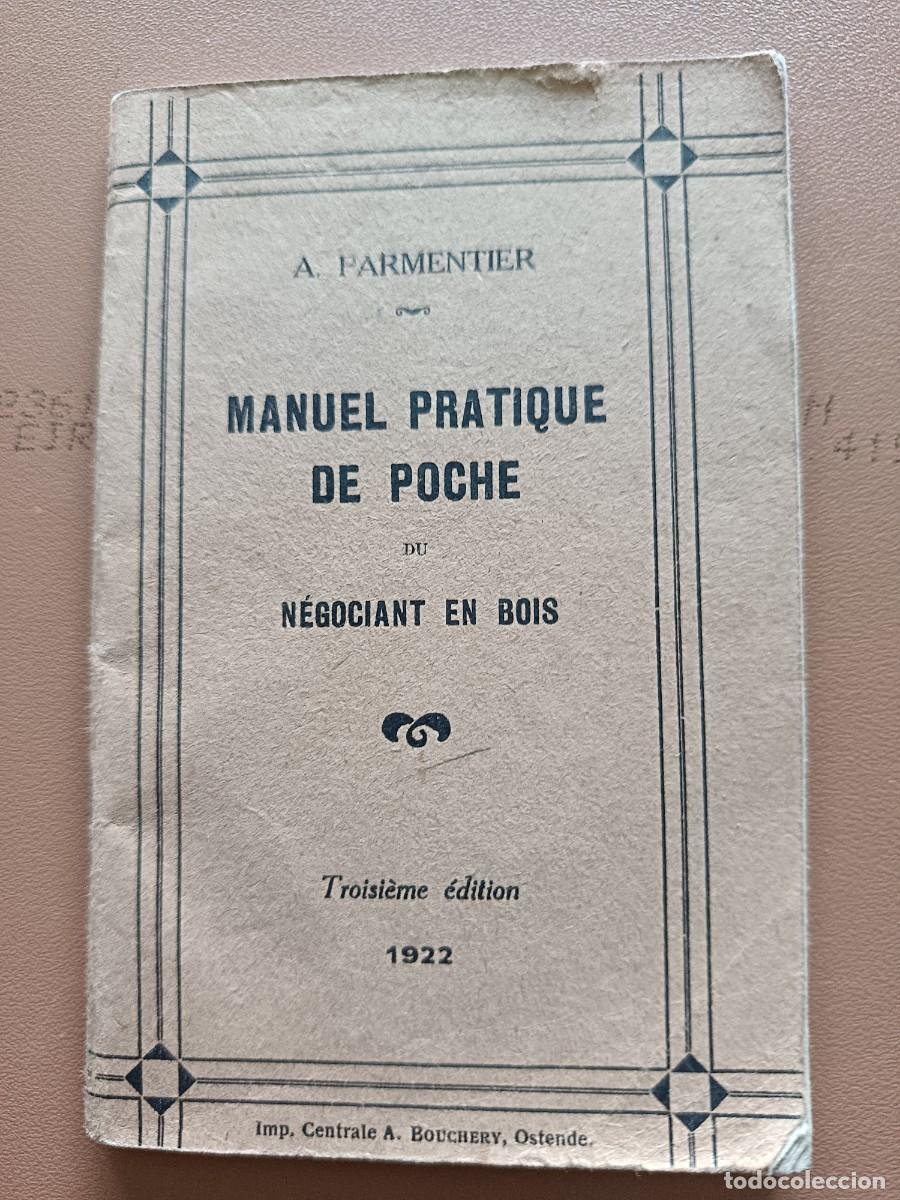 A. PARMENTIER
MANUEL PRATIQUE
DE POCHE
DU
NÉGOCIANT EN BOIS
Troisième édition
1922
Imp. Centrale A. BOUCHERY, Ostende.
todocoleccion